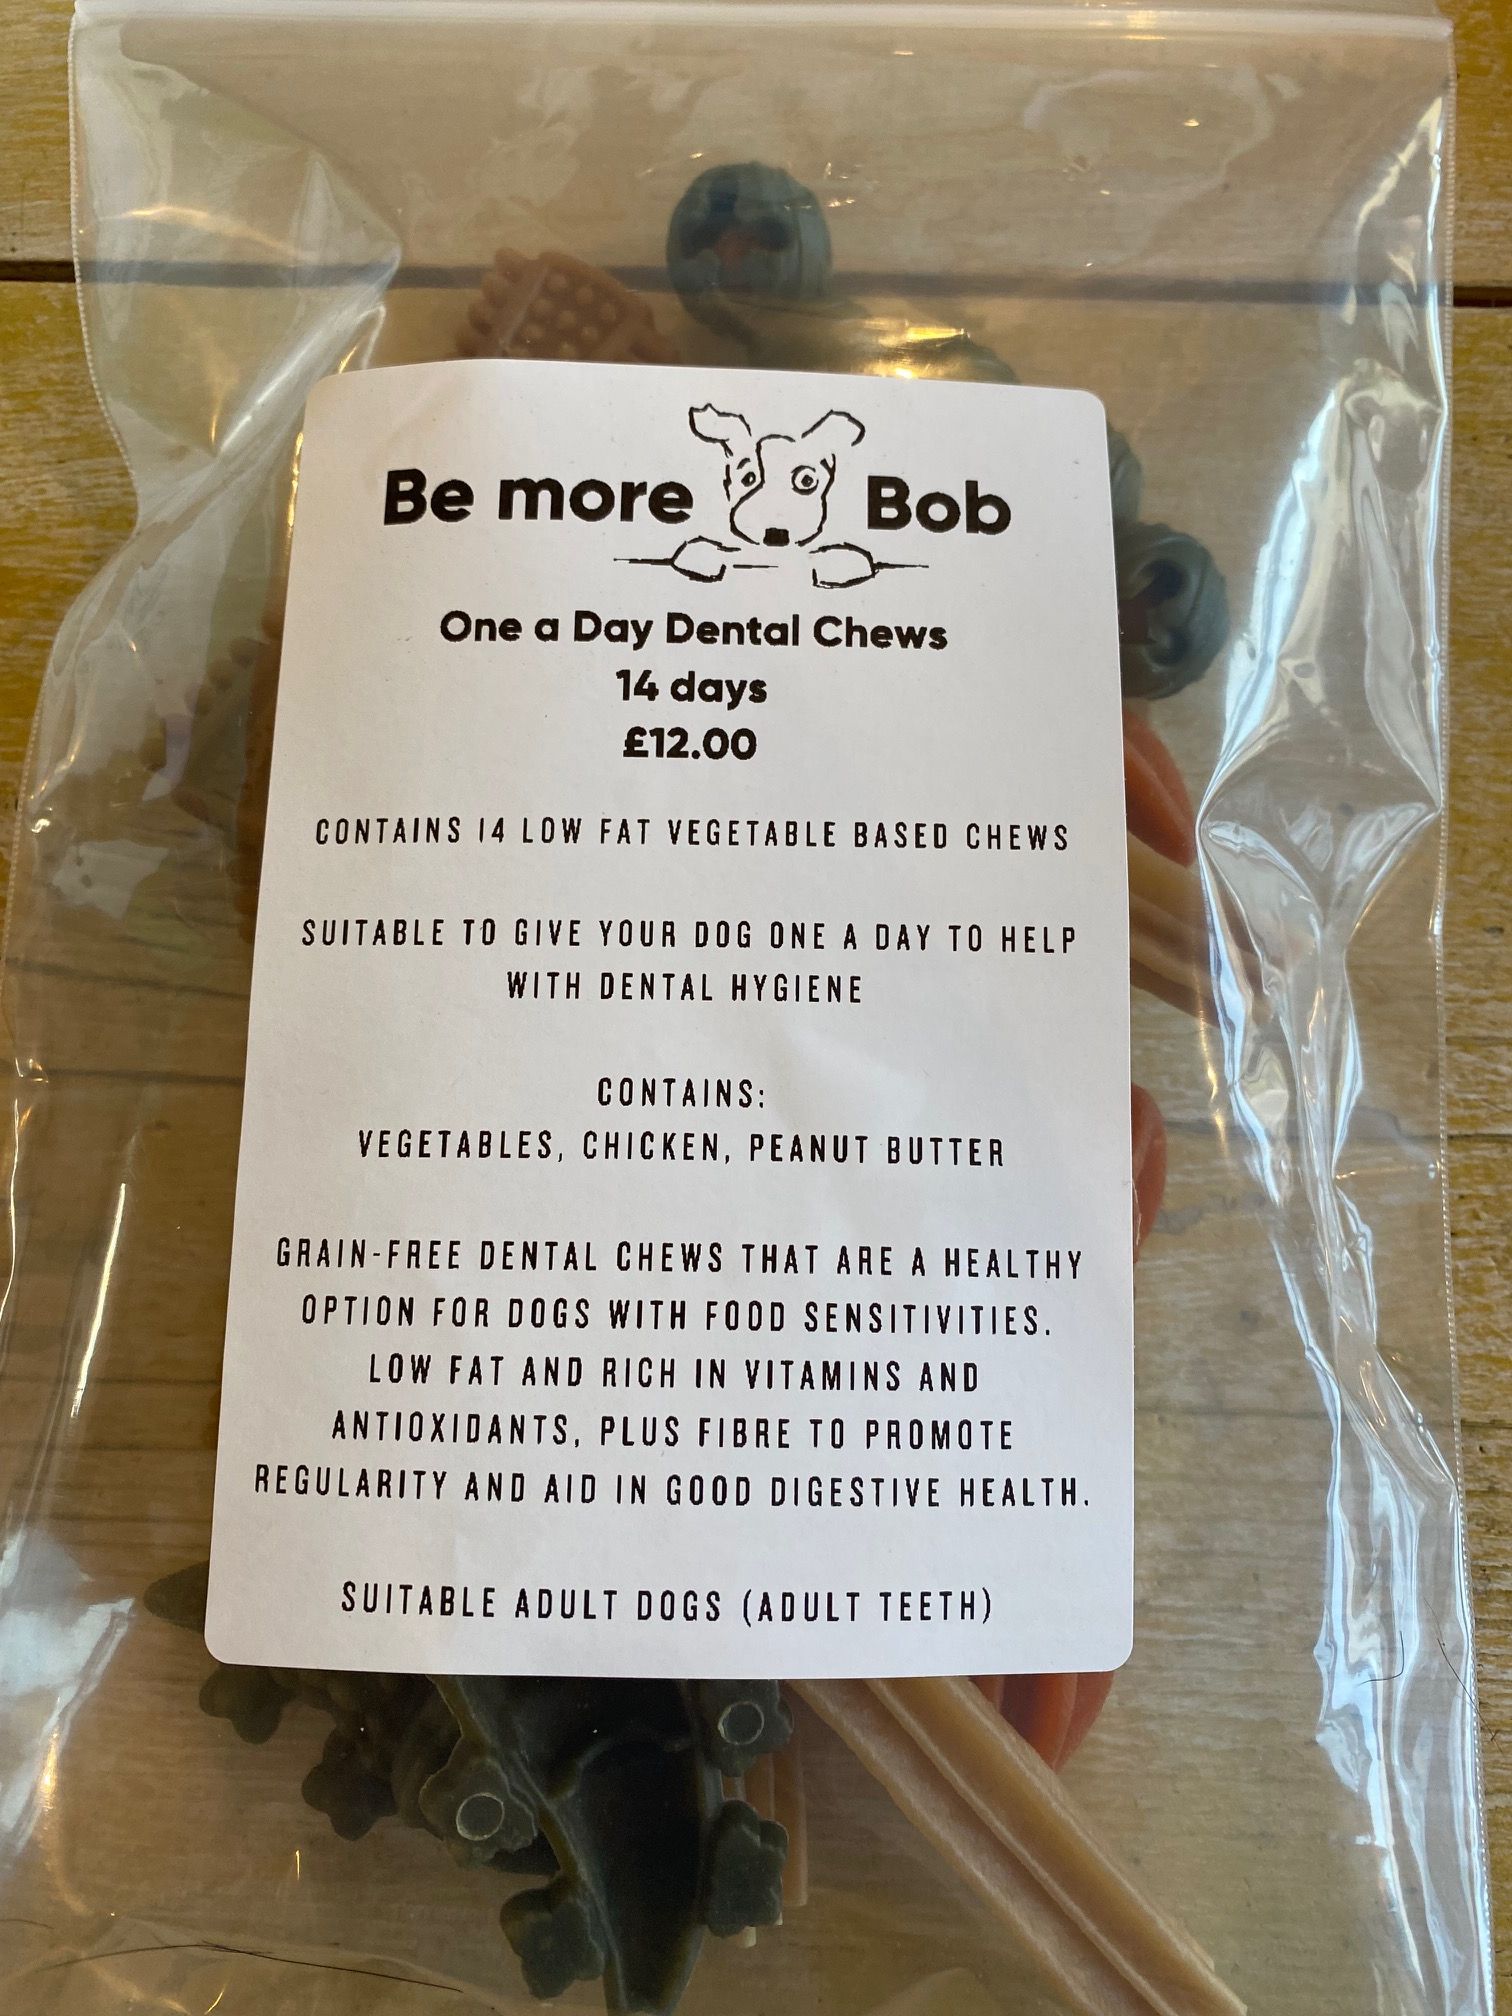 Be more Bob
One a Day Dental Chews
14 days
£12.00
CONTAINS 14 LOW FAT VEGETABLE BASED CHEWS
SUITABLE TO GIVE YOUR DOG ONE A DAY TO HELP
WITH DENTAL HYGIENE
CONTAINS:
VEGETABLES, CHICKEN, PEANUT BUTTER
GRAIN-FREE DENTAL CHEWS THAT ARE A HEALTHY
OPTION FOR DOGS WITH FOOD SENSITIVITIES.
LOW FAT AND RICH IN VITAMINS AND
ANTIOXIDANTS, PLUS FIBRE TO PROMOTE
REGULARITY AND AID IN GOOD DIGESTIVE HEALTH.
SUITABLE ADULT DOGS (ADULT TEETH)